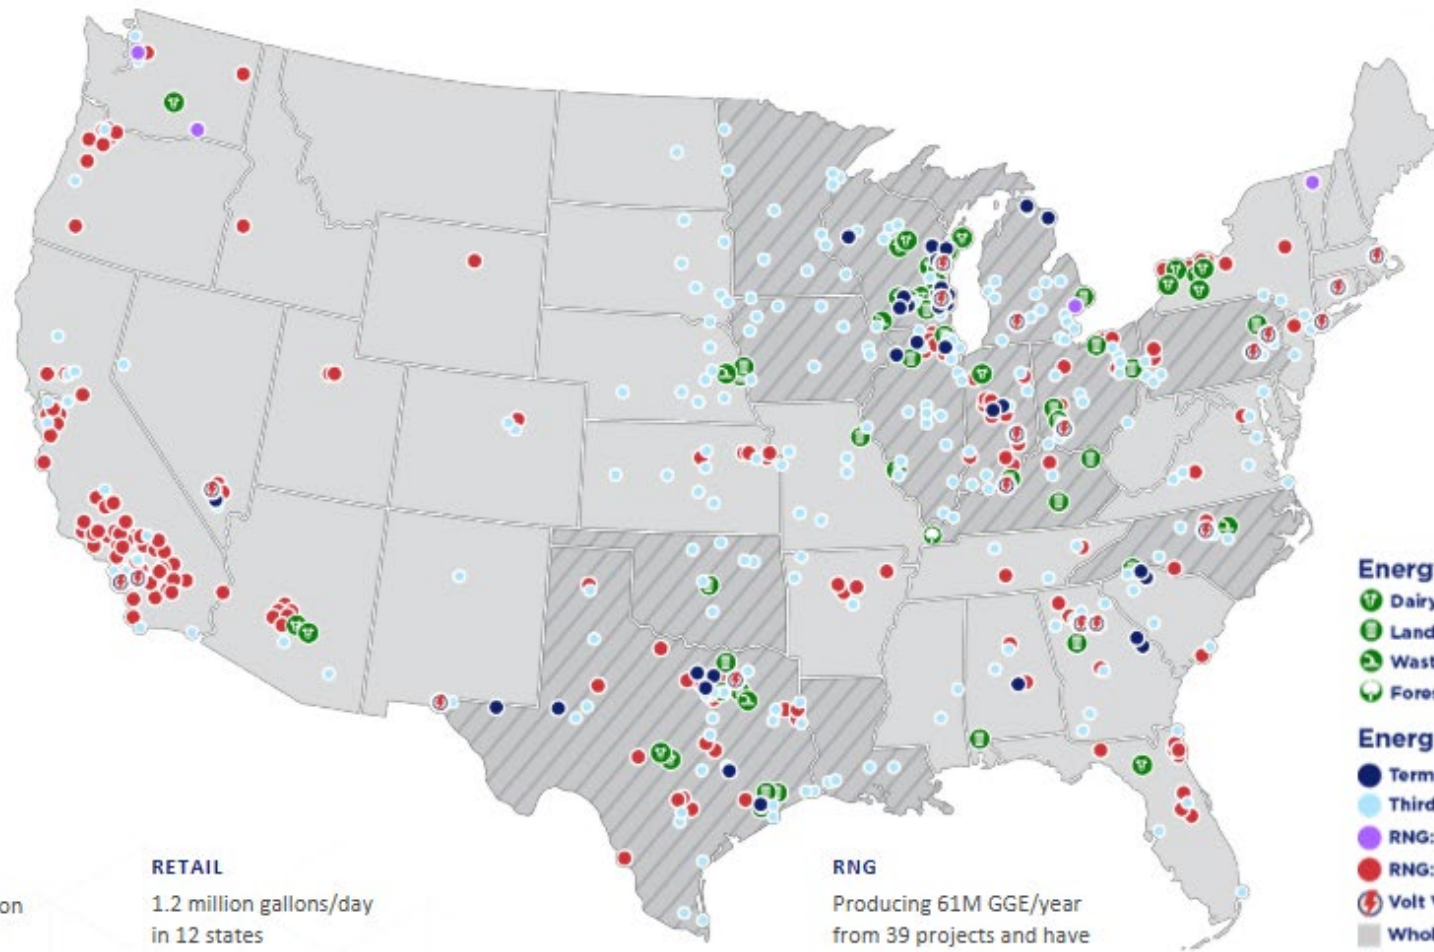 Energ
Dairy
Land
Wast
Fores
Energ
Term
Third
RNG:
RNG:
Volt V
Whol
on
RETAIL
1.2 million gallons/day
in 12 states
RNG
Producing 61M GGE/year
from 39 projects and have